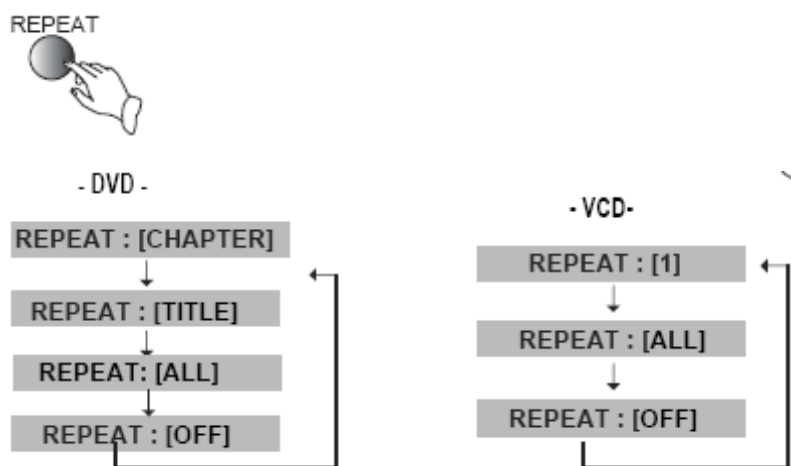 REPEAT
- DVD -
REPEAT : [CHAPTER]
REPEAT : [TITLE]
REPEAT: [ALL]
REPEAT : [OFF]
- VCD-
REPEAT : [1]
REPEAT : [ALL]
REPEAT : [OFF]